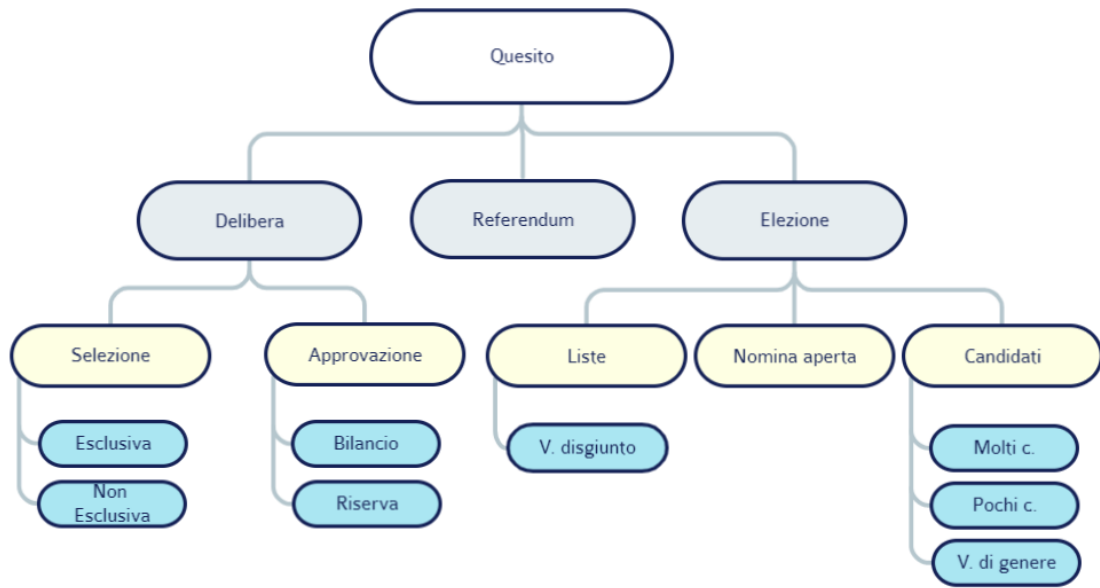 Quesito
Delibera
Referendum
Elezione
Selezione
Approvazione
Liste
Nomina aperta
Candidati
Esclusiva
Bilancio
V. disgiunto
Molti c.
Non
Esclusiva
Riserva
Pochi c.
V. di genere